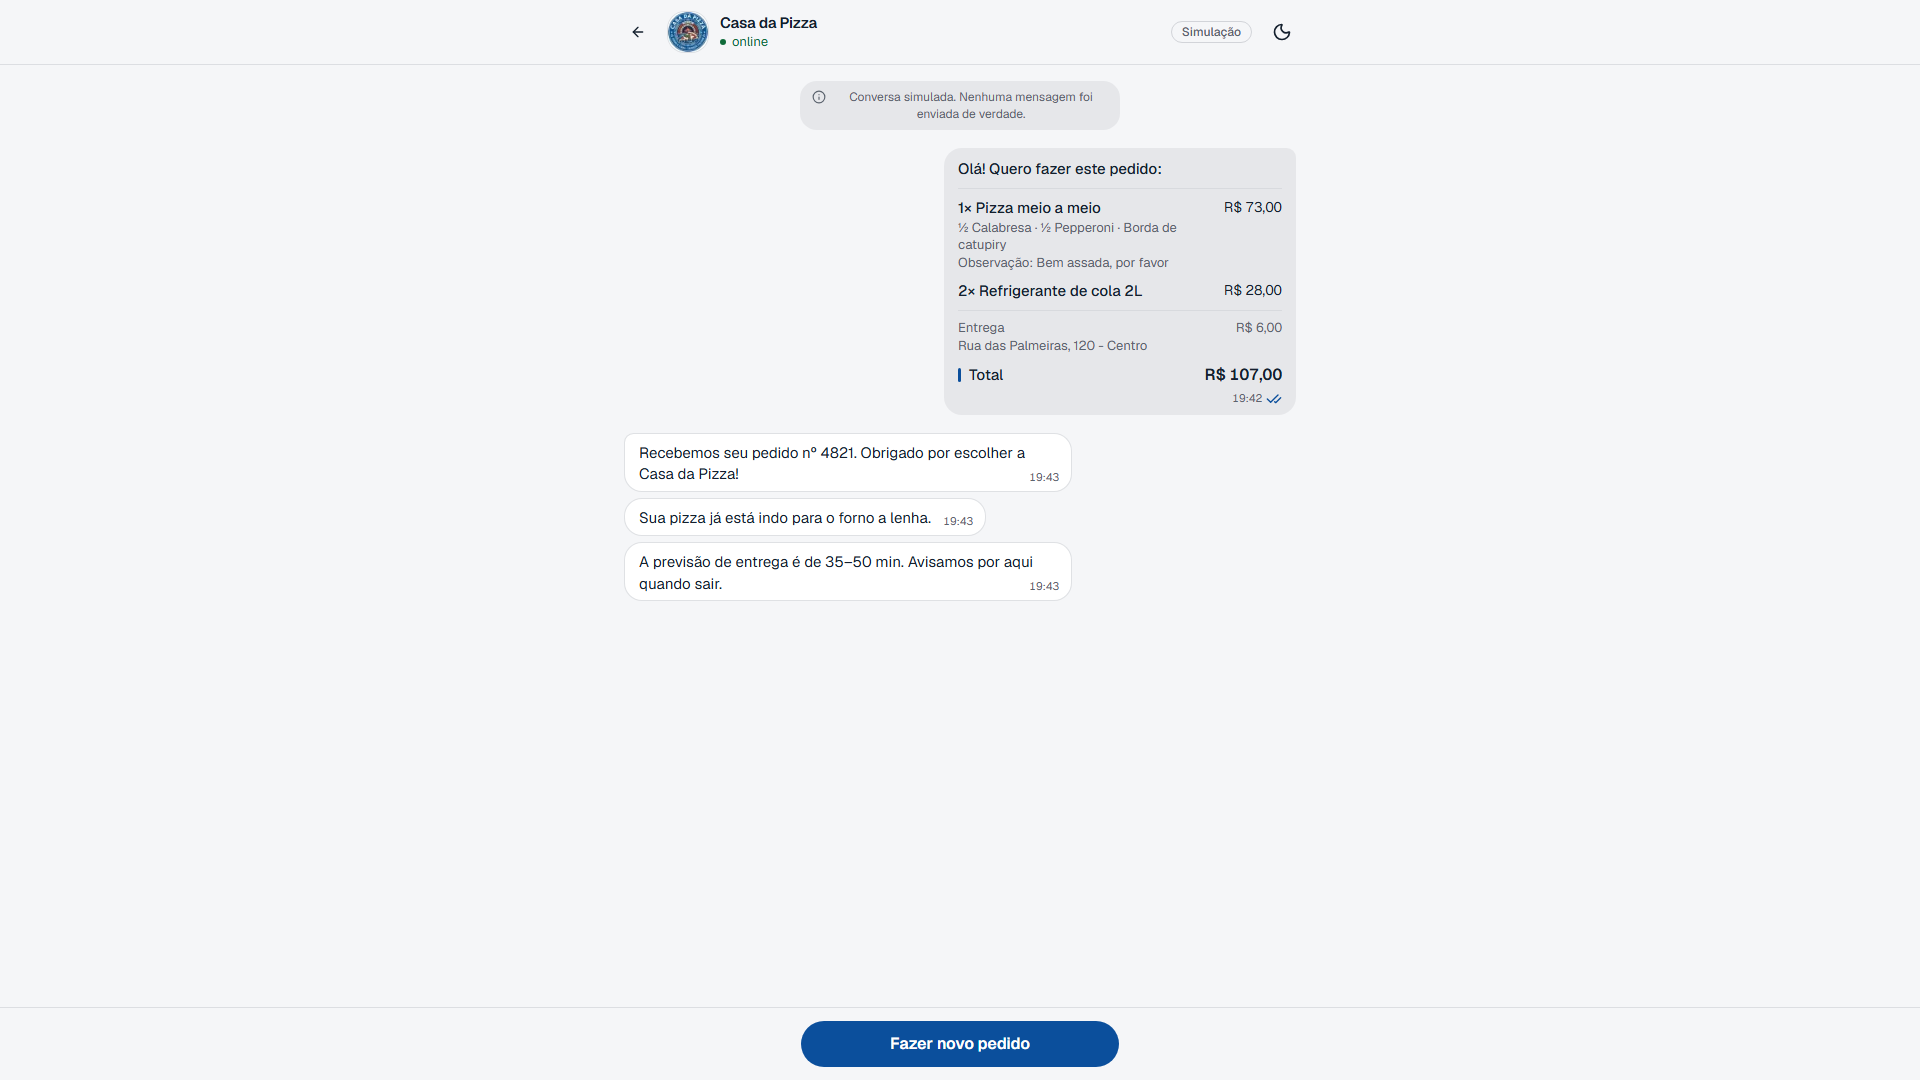 Casa da Pizza
online
Simulação
Conversa simulada. Nenhuma mensagem foi
enviada de verdade.
Olá! Quero fazer este pedido:
1× Pizza meio a meio R$ 73,00
½ Calabresa · ½ Pepperoni · Borda de
catupiry
Observação: Bem assada, por favor
2× Refrigerante de cola 2L R$ 28,00
Entrega R$ 6,00
Rua das Palmeiras, 120 - Centro
Total R$ 107,00
19:42
Recebemos seu pedido nº 4821. Obrigado por escolher a
Casa da Pizza! 19:43
Sua pizza já está indo para o forno a lenha. 19:43
A previsão de entrega é de 35–50 min. Avisamos por aqui
quando sair. 19:43
Fazer novo pedido